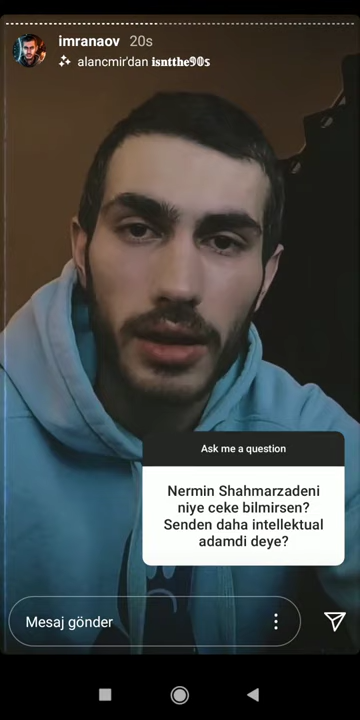 imranaov 20s
alancmir'dan isntthe90s
Ask me a question
Nermin Shahmarzadeni
niye ceke bilmirsen?
Senden daha intellektual
adamdi deye?
Mesaj gönder